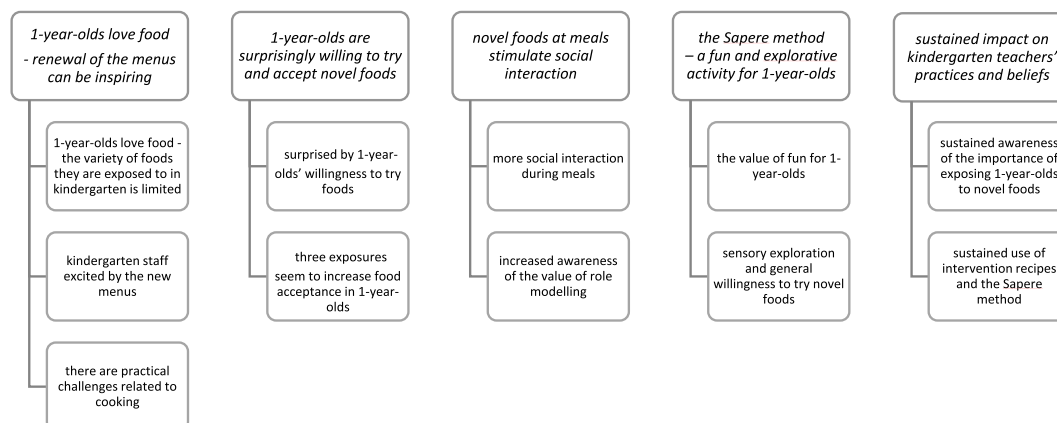 1-year-olds love food
- renewal of the menus
can be inspiring
1-year-olds love food -
the variety of foods
they are exposed to in
kindergarten is limited
kindergarten staff
excited by the new
menus
there are practical
challenges related to
cooking
1-year-olds are
surprisingly willing to try
and accept novel foods
surprised by 1-year-
olds’ willingness to try
foods
three exposures
seem to increase food
acceptance in 1-year-
olds
novel foods at meals
stimulate social
interaction
more social interaction
during meals
increased awareness
of the value of role
modelling
the Sapere method
– a fun and explorative
activity for 1-year-olds
the value of fun for 1-
year-olds
sensory exploration
and general
willingness to try novel
foods
sustained impact on
kindergarten teachers’
practices and beliefs
sustained awareness
of the importance of
exposing 1-year-olds
to novel foods
sustained use of
intervention recipes
and the Sapere
method